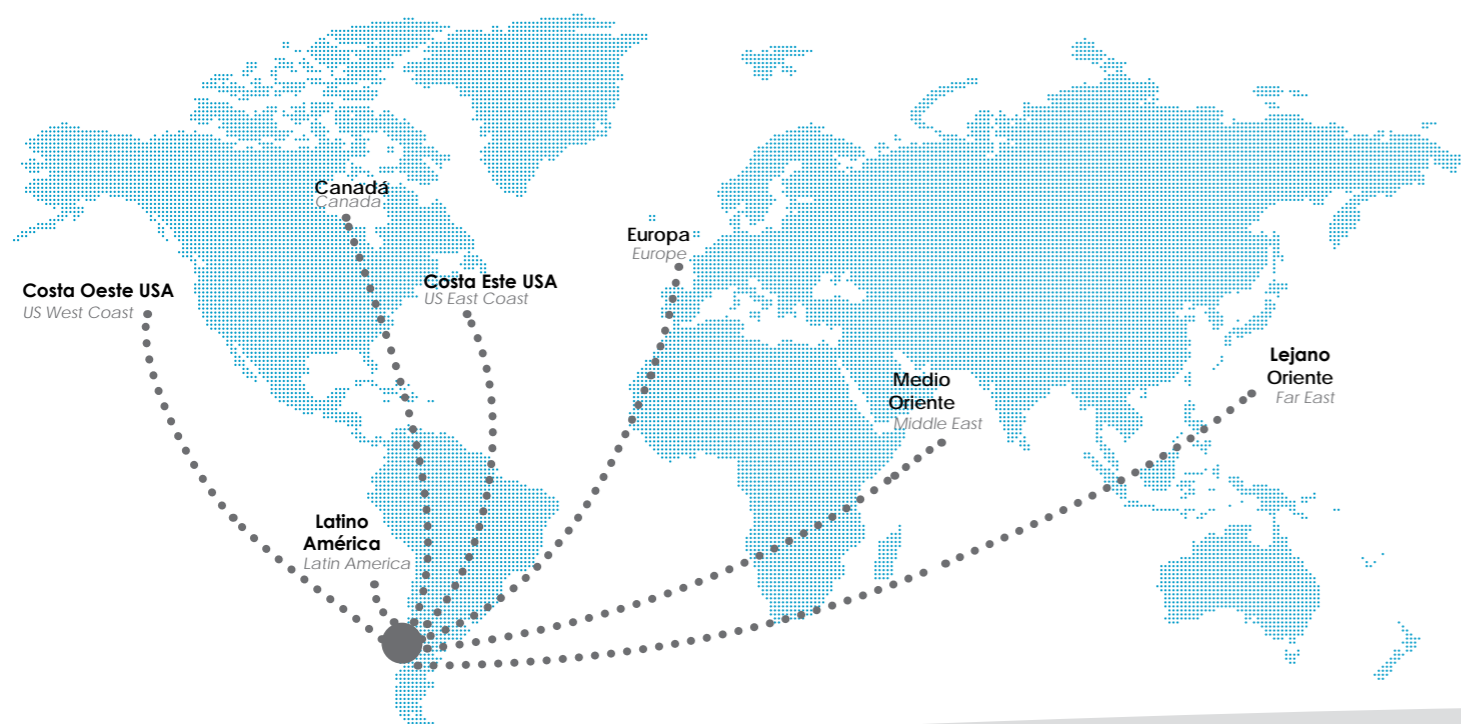 Canadá
Canada
Europa
Europe
Costa Oeste USA
US West Coast
Costa Este USA
US East Coast
Lejano
Oriente
Far East
Medio
Oriente
Middle East
Latino
América
Latin America